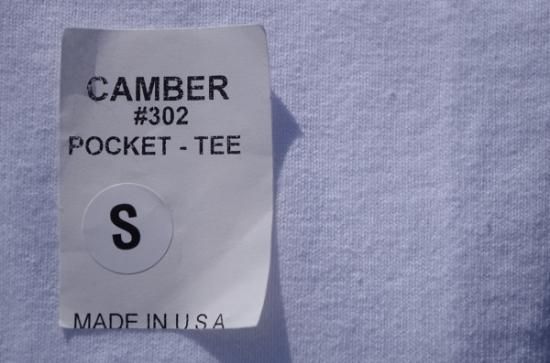 CAMBER
#302
POCKET - TEE
S
MADE IN U.S.A